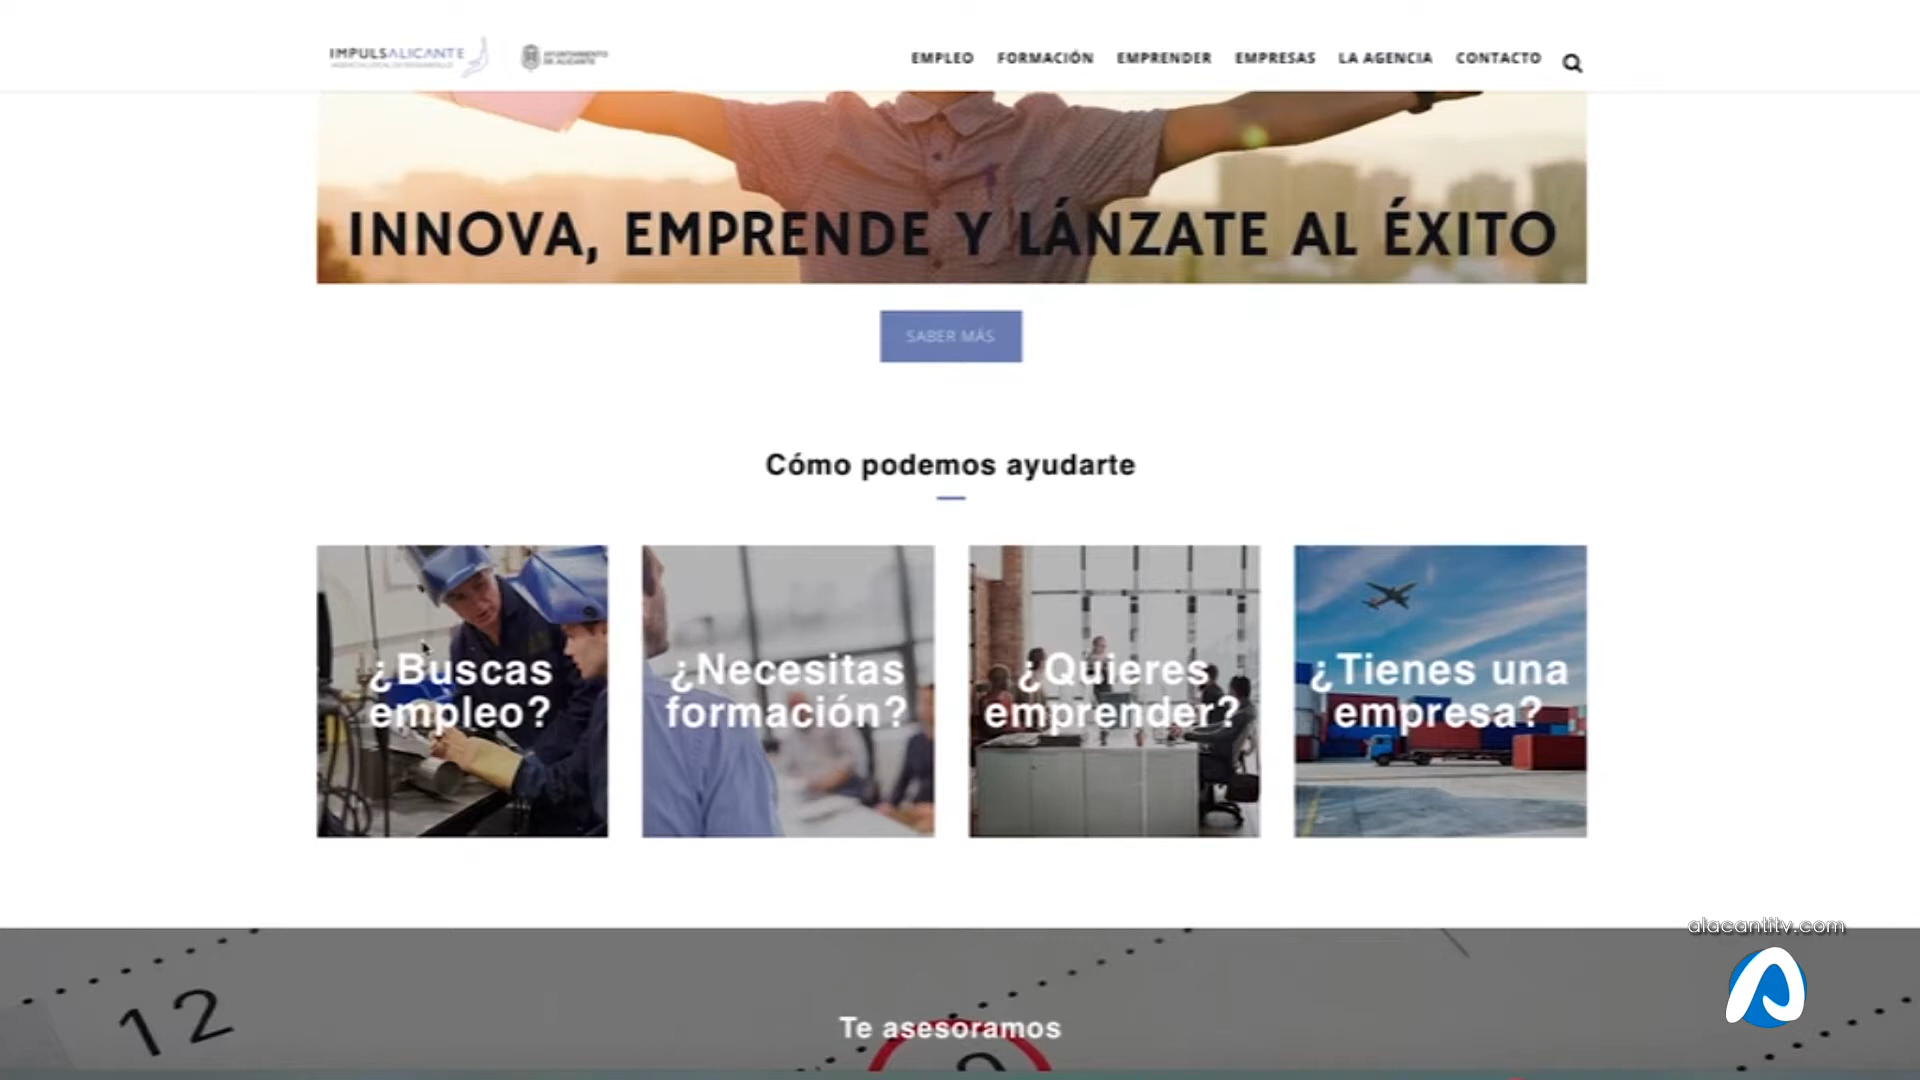 IMPULSALICANTE
AGENCIA LOCAL DE DESARROLLO
AYUNTAMIENTO
DE ALICANTE
EMPLEO FORMACIÓN EMPRENDER EMPRESAS LA AGENCIA CONTACTO
INNOVA, EMPRENDE Y LÁNZATE AL ÉXITO
SABER MÁS
Cómo podemos ayudarte
¿Buscas
empleo?
¿Necesitas
formación?
¿Quieres
emprender?
¿Tienes una
empresa?
alacantitv.com
12
Te asesoramos